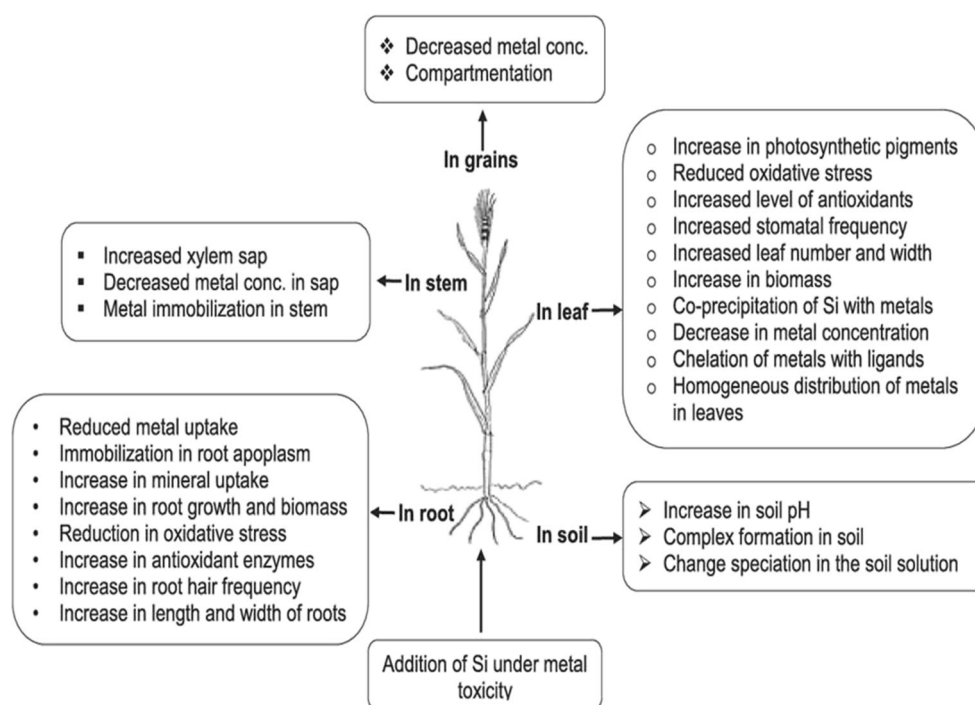 ❖ Decreased metal conc.
❖ Compartmentation
In grains
o Increase in photosynthetic pigments
o Reduced oxidative stress
o Increased level of antioxidants
o Increased stomatal frequency
o Increased leaf number and width
o Increase in biomass
o Co-precipitation of Si with metals
o Decrease in metal concentration
o Chelation of metals with ligands
o Homogeneous distribution of metals
in leaves
In leaf
▪ Increased xylem sap
▪ Decreased metal conc. in sap
▪ Metal immobilization in stem
In stem
• Reduced metal uptake
• Immobilization in root apoplasm
• Increase in mineral uptake
• Increase in root growth and biomass
• Reduction in oxidative stress
• Increase in antioxidant enzymes
• Increase in root hair frequency
• Increase in length and width of roots
In root
In soil
➢ Increase in soil pH
➢ Complex formation in soil
➢ Change speciation in the soil solution
Addition of Si under metal
toxicity